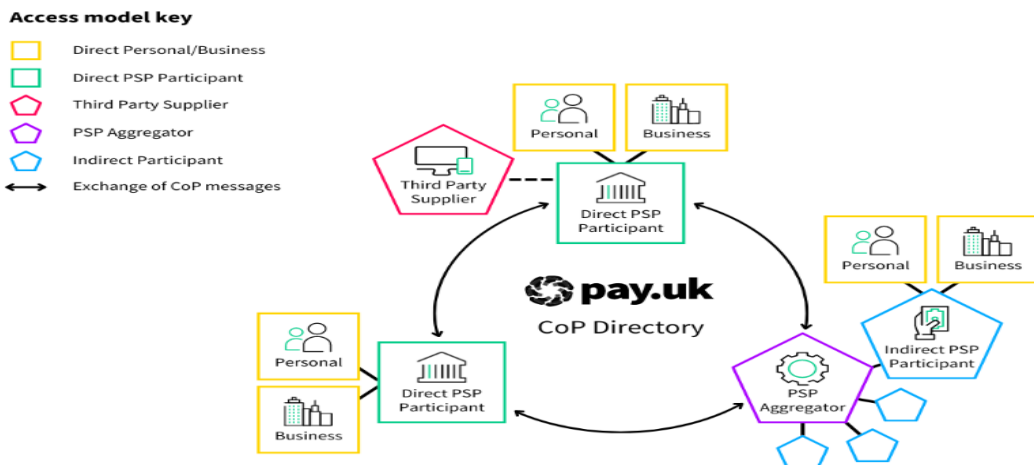 Access model key
Direct Personal/Business
Direct PSP Participant
Third Party Supplier
PSP Aggregator
Indirect Participant
Exchange of CoP messages
Personal
Business
Third Party
Supplier
Direct PSP
Participant
Personal
Business
pay.uk
CoP Directory
Indirect PSP
Participant
Personal
Direct PSP
Participant
Business
PSP
Aggregator